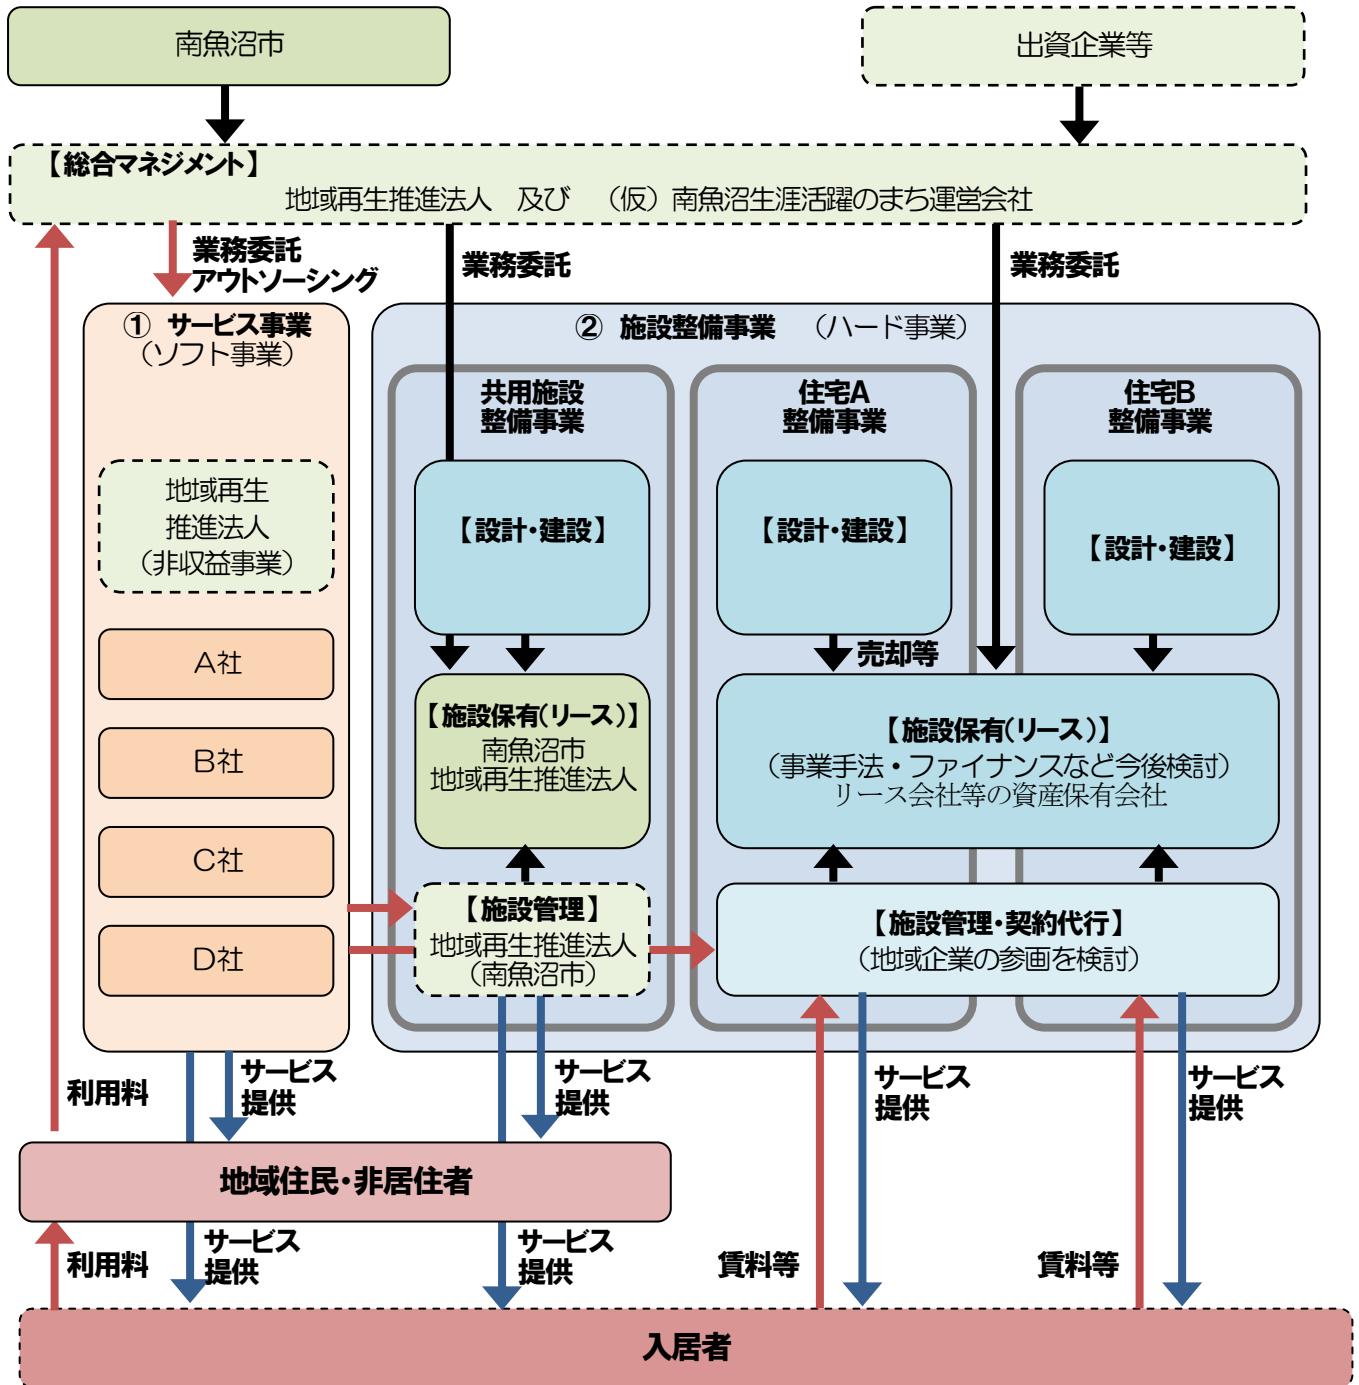 南魚沼市
出資企業等
【総合マネジメント】
地域再生推進法人　及び　（仮）南魚沼生涯活躍のまち運営会社
業務委託
アウトソーシング
業務委託
業務委託
① サービス事業
（ソフト事業）
地域再生
推進法人
（非収益事業）
A社
B社
C社
D社
② 施設整備事業　（ハード事業）
共用施設
整備事業
住宅A
整備事業
住宅B
整備事業
【設計・建設】
【設計・建設】
【設計・建設】
売却等
【施設保有(リース)】
南魚沼市
地域再生推進法人
【施設保有(リース)】
（事業手法・ファイナンスなど今後検討）
リース会社等の資産保有会社
【施設管理】
地域再生推進法人
（南魚沼市）
【施設管理・契約代行】
（地域企業の参画を検討）
利用料
サービス
提供
サービス
提供
サービス
提供
サービス
提供
地域住民・非居住者
利用料
サービス
提供
サービス
提供
賃料等
賃料等
入居者